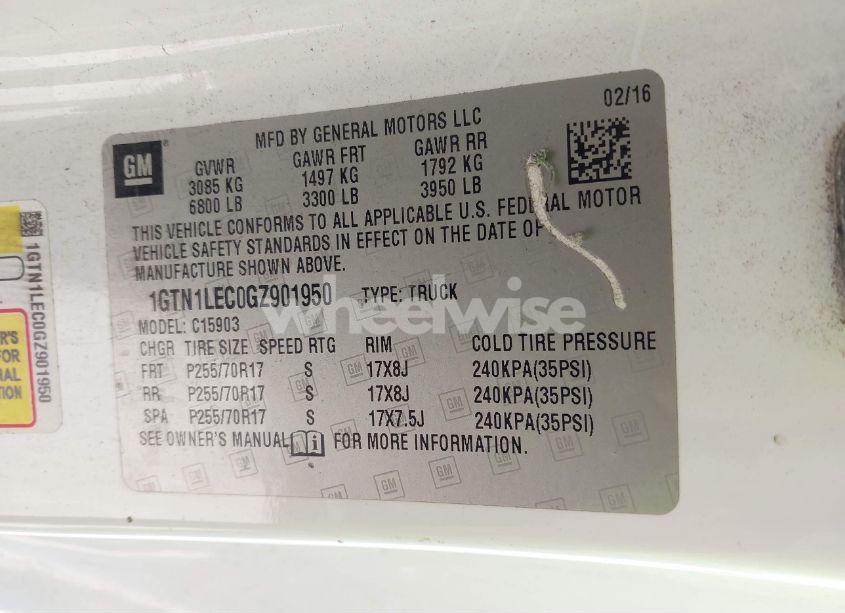 02/16
MFD BY GENERAL MOTORS LLC
GM
GVWR GAWR FRT GAWR RR
3085 KG 1497 KG 1792 KG
6800 LB 3300 LB 3950 LB
THIS VEHICLE CONFORMS TO ALL APPLICABLE U.S. FEDERAL MOTOR
VEHICLE SAFETY STANDARDS IN EFFECT ON THE DATE OF
MANUFACTURE SHOWN ABOVE.
1GTN1LEC0GZ901950 TYPE: TRUCK
wheelwise
MODEL: C15903
CHGR TIRE SIZE SPEED RTG RIM COLD TIRE PRESSURE
FRT P255/70R17 S 17X8J 240KPA(35PSI)
RR P255/70R17 S 17X8J 240KPA(35PSI)
SPA P255/70R17 S 17X7.5J 240KPA(35PSI)
SEE OWNER'S MANUAL FOR MORE INFORMATION.
1GTN1LEC0GZ901950